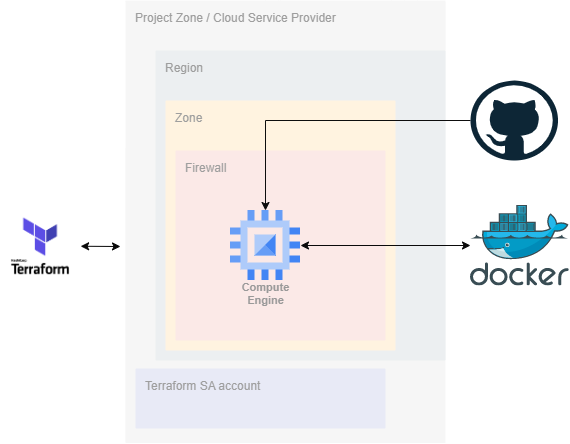 Project Zone / Cloud Service Provider
Region
Zone
Firewall
Compute
Engine
HashiCorp
Terraform
docker
Terraform SA account